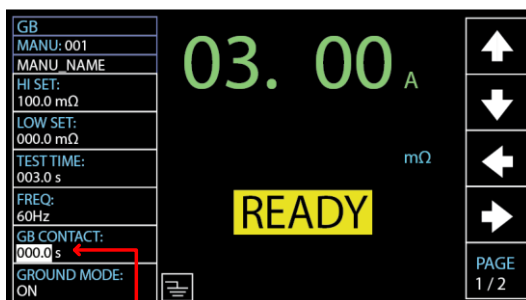 GB
MANU: 001
MANU_NAME
HI SET:
100.0 mΩ
LOW SET:
000.0 mΩ
TEST TIME:
003.0 s
FREQ:
60Hz
GB CONTACT:
000.0 s
GROUND MODE:
ON
03. 00 A
mΩ
READY
PAGE
1 / 2